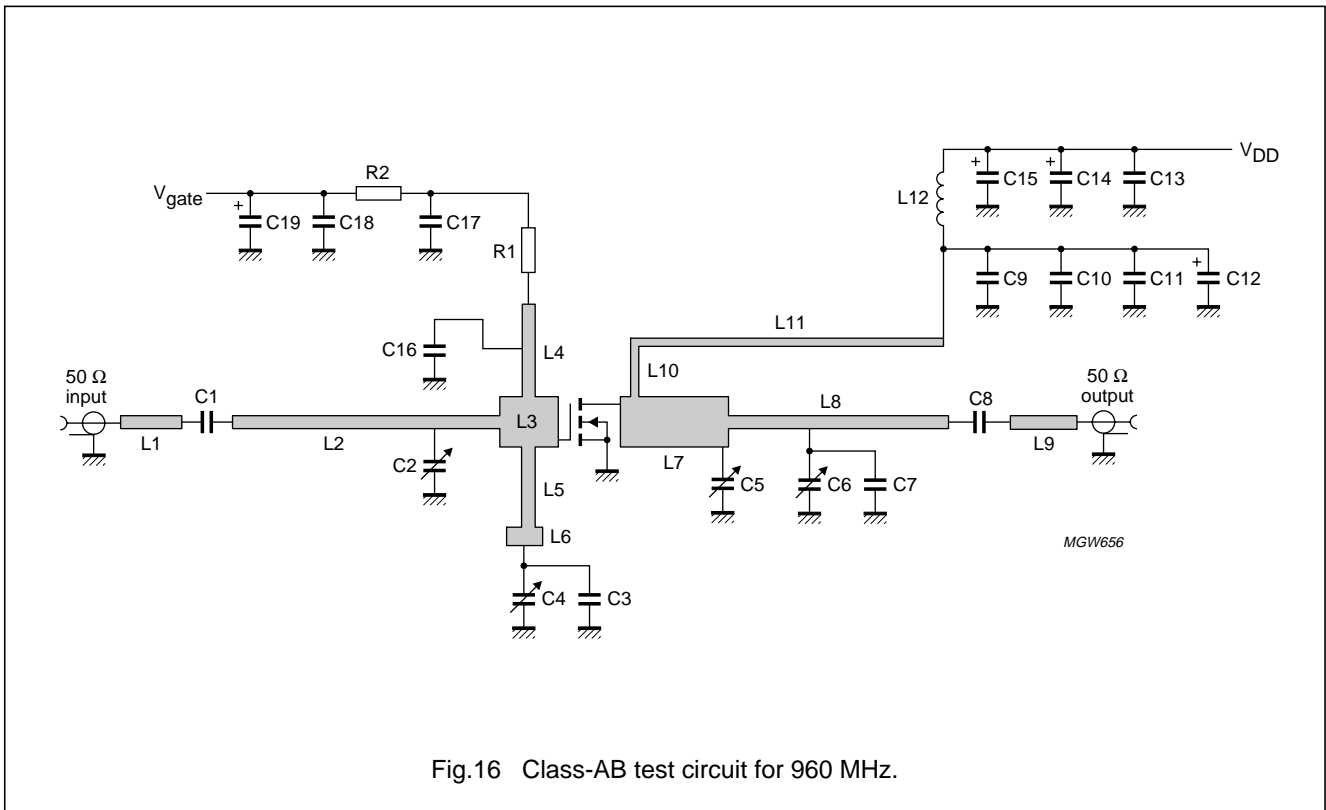 VDD
R2
Vgate
+ C15
+ C14
C13
L12
+ C19
C18
C17
R1
C9
C10
C11
+ C12
L11
C16
L4
L10
50 Ω
input
C1
L3
L8
C8
50 Ω
output
L1
L2
L7
L9
C2
L5
C5
C6
C7
L6
MGW656
C4
C3
Fig.16 Class-AB test circuit for 960 MHz.